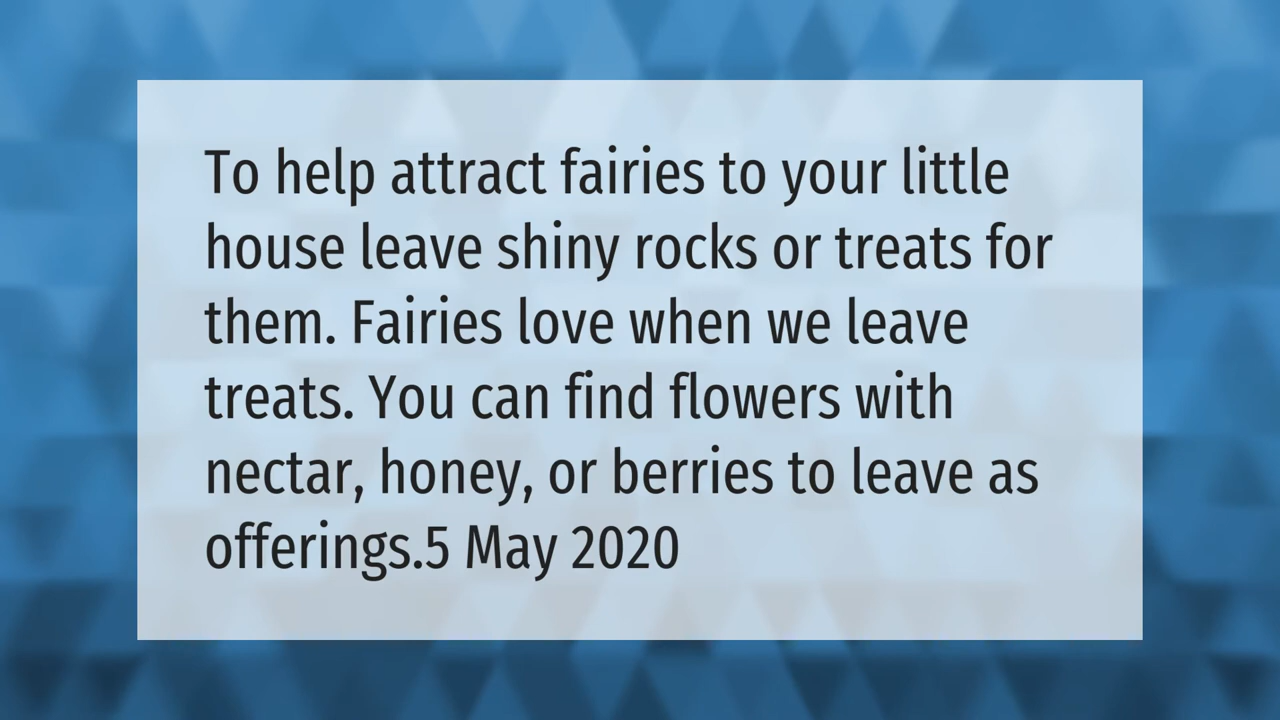 To help attract fairies to your little
house leave shiny rocks or treats for
them. Fairies love when we leave
treats. You can find flowers with
nectar, honey, or berries to leave as
offerings.5 May 2020